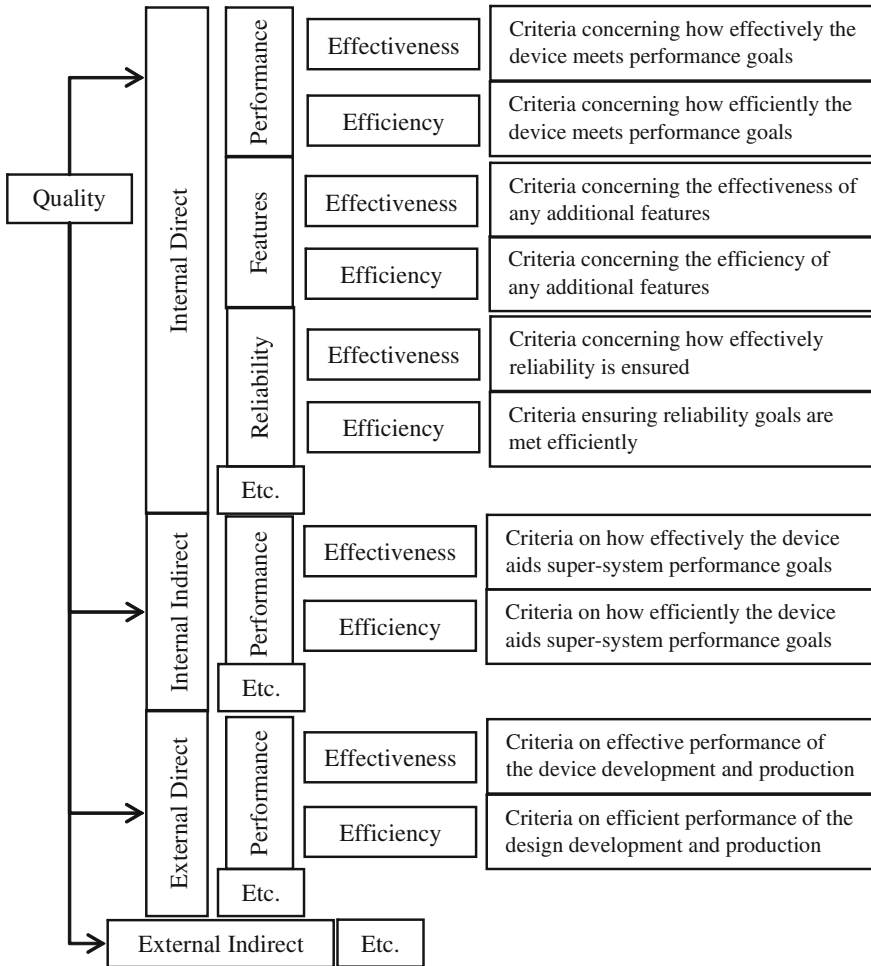 Quality
Internal Direct
Performance
Effectiveness
Criteria concerning how effectively the
device meets performance goals
Efficiency
Criteria concerning how efficiently the
device meets performance goals
Features
Effectiveness
Criteria concerning the effectiveness of
any additional features
Efficiency
Criteria concerning the efficiency of
any additional features
Reliability
Effectiveness
Criteria concerning how effectively
reliability is ensured
Efficiency
Criteria ensuring reliability goals are
met efficiently
Etc.
Internal Indirect
Performance
Effectiveness
Criteria on how effectively the device
aids super-system performance goals
Efficiency
Criteria on how efficiently the device
aids super-system performance goals
Etc.
External Direct
Performance
Effectiveness
Criteria on effective performance of
the device development and production
Efficiency
Criteria on efficient performance of the
design development and production
Etc.
External Indirect
Etc.